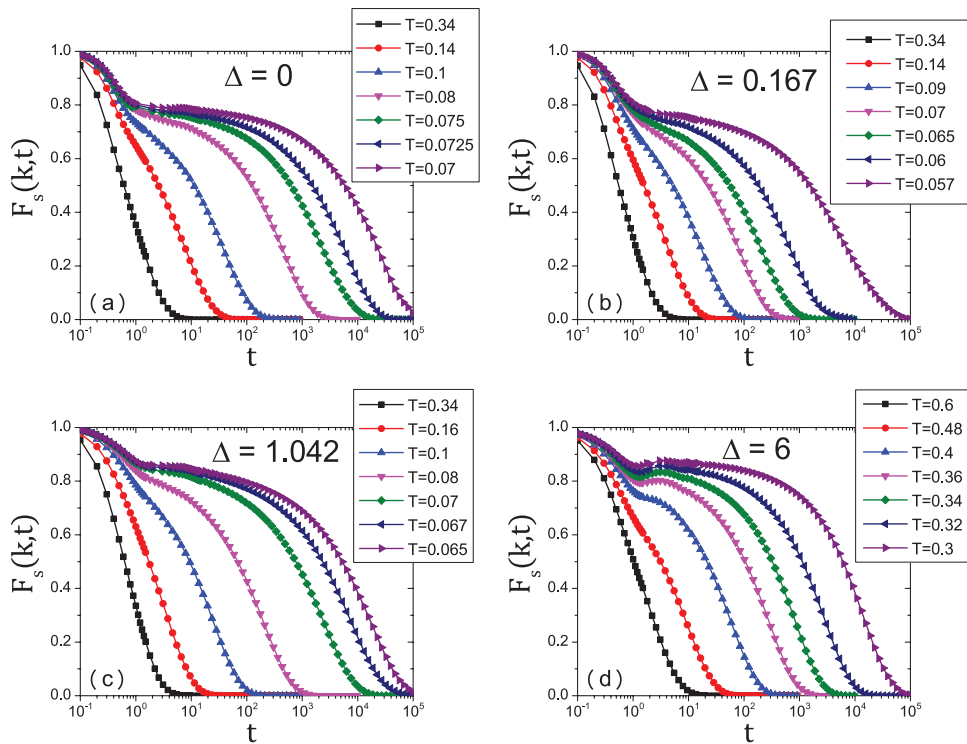 T=0.34
T=0.14
T=0.1
T=0.08
T=0.075
T=0.0725
T=0.07
Δ = 0
1.0
0.8
0.6
0.4
0.2
0.0
F_s(k,t)
(a)
10^-1 10^0 10^1 10^2 10^3 10^4 10^5
t
T=0.34
T=0.14
T=0.09
T=0.07
T=0.065
T=0.06
T=0.057
Δ = 0.167
1.0
0.8
0.6
0.4
0.2
0.0
F_s(k,t)
(b)
10^-1 10^0 10^1 10^2 10^3 10^4 10^5
t
T=0.34
T=0.16
T=0.1
T=0.08
T=0.07
T=0.067
T=0.065
Δ = 1.042
1.0
0.8
0.6
0.4
0.2
0.0
F_s(k,t)
(c)
10^-1 10^0 10^1 10^2 10^3 10^4 10^5
t
T=0.6
T=0.48
T=0.4
T=0.36
T=0.34
T=0.32
T=0.3
Δ = 6
1.0
0.8
0.6
0.4
0.2
0.0
F_s(k,t)
(d)
10^-1 10^0 10^1 10^2 10^3 10^4 10^5
t